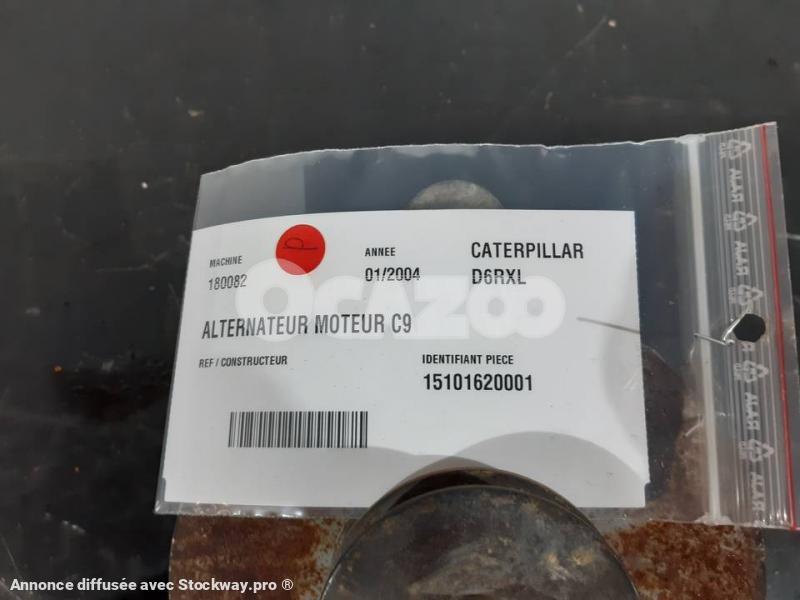 MACHINE
180082
ANNEE
01/2004
CATERPILLAR
D6RXL
OCAZOO
ALTERNATEUR MOTEUR C9
REF / CONSTRUCTEUR
IDENTIFIANT PIECE
15101620001
Annonce diffusée avec Stockway.pro ®